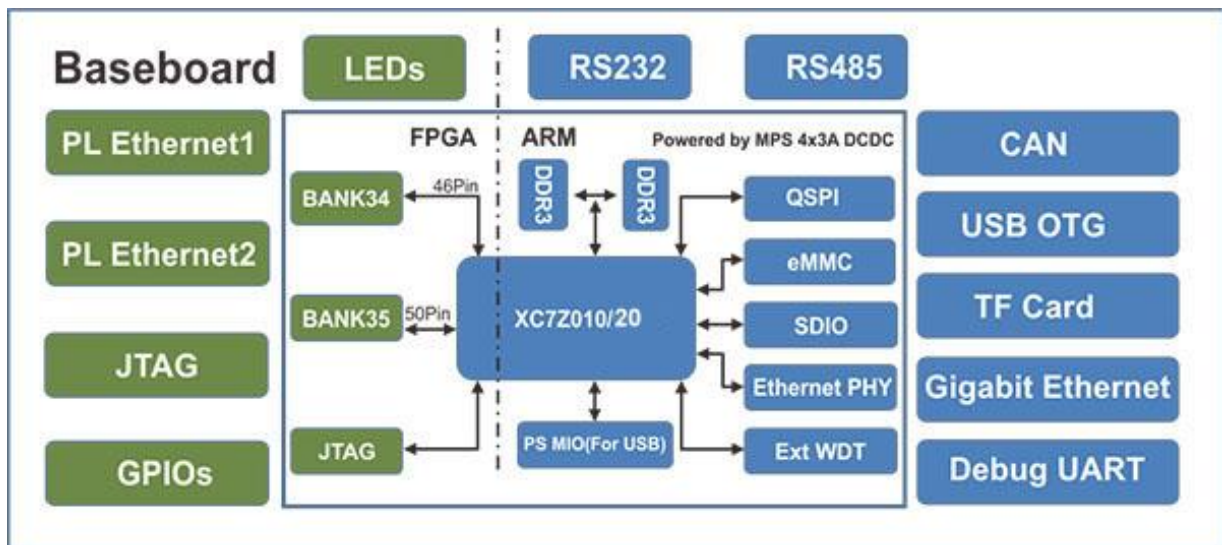 Baseboard
LEDs
RS232
RS485
PL Ethernet1
PL Ethernet2
JTAG
GPIOs
FPGA
ARM
Powered by MPS 4x3A DCDC
BANK34
46Pin
DDR3
DDR3
QSPI
eMMC
BANK35
50Pin
XC7Z010/20
SDIO
Ethernet PHY
JTAG
PS MIO(For USB)
Ext WDT
CAN
USB OTG
TF Card
Gigabit Ethernet
Debug UART